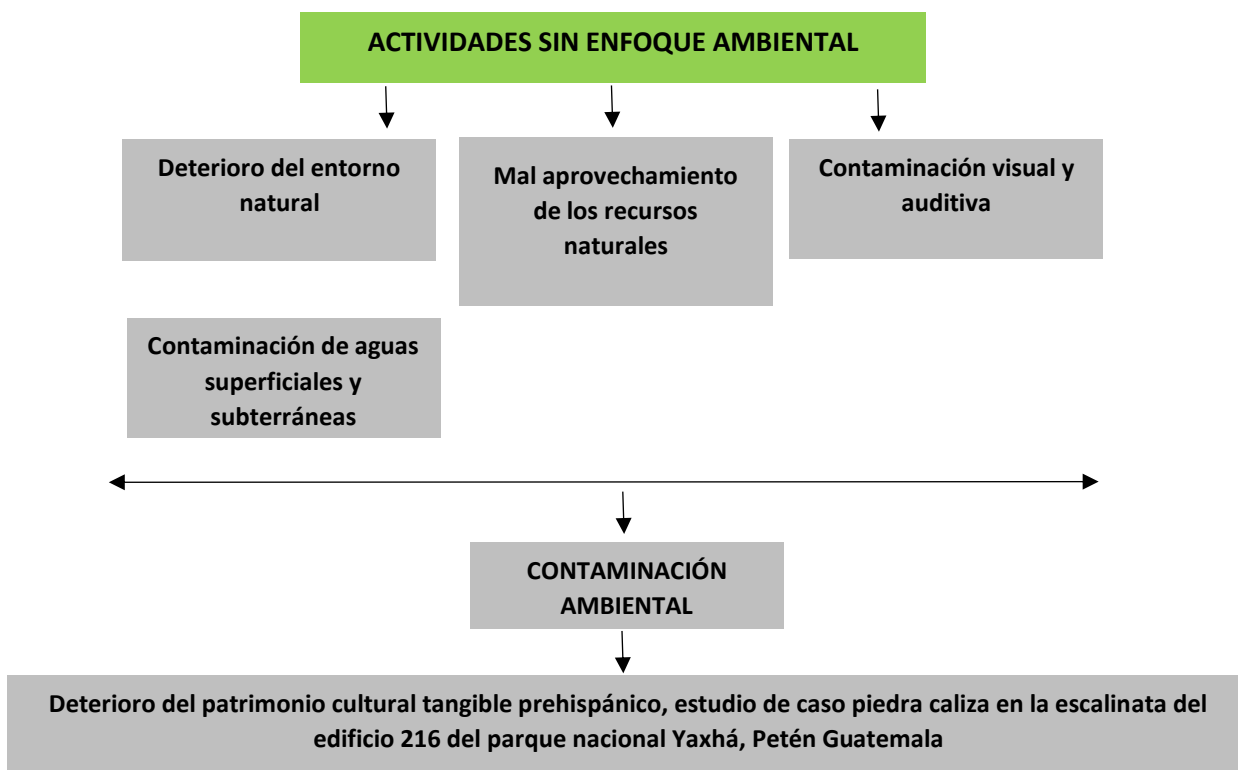 ACTIVIDADES SIN ENFOQUE AMBIENTAL
Deterioro del entorno
natural
Mal aprovechamiento
de los recursos
naturales
Contaminación visual y
auditiva
Contaminación de aguas
superficiales y
subterráneas
CONTAMINACIÓN
AMBIENTAL
Deterioro del patrimonio cultural tangible prehispánico, estudio de caso piedra caliza en la escalinata del
edificio 216 del parque nacional Yaxhá, Petén Guatemala